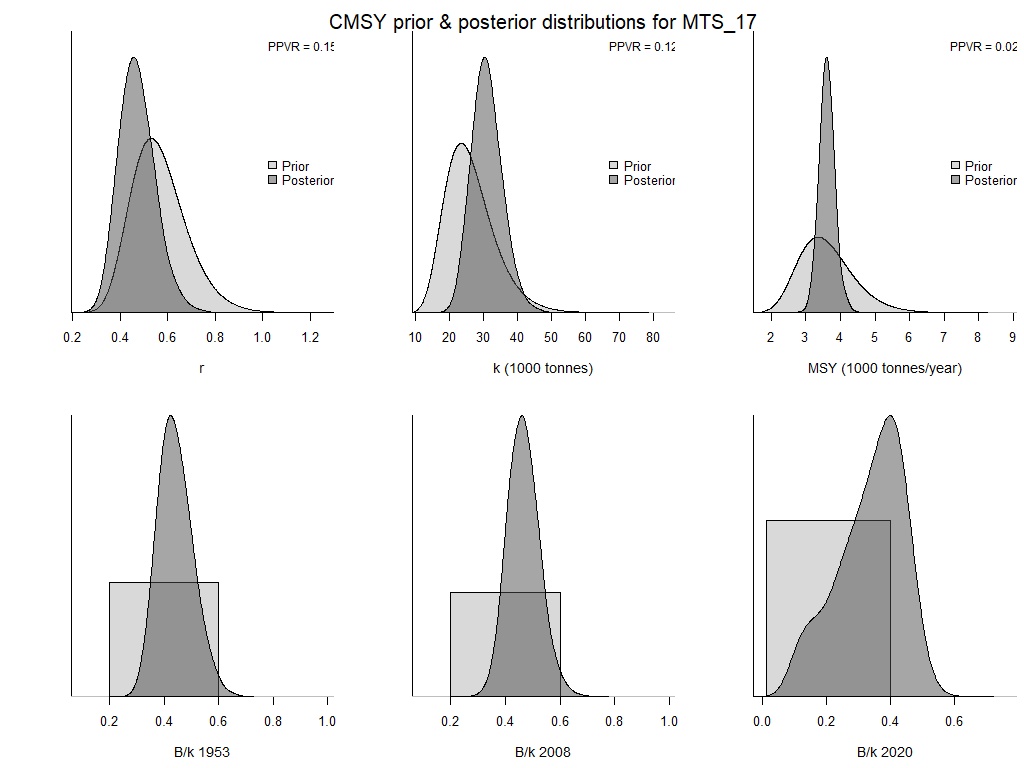 CMSY prior & posterior distributions for MTS_17
PPVR = 0.15
PPVR = 0.12
PPVR = 0.02
Prior
Posterior
Prior
Posterior
Prior
Posterior
0.2 0.4 0.6 0.8 1.0 1.2
10 20 30 40 50 60 70 80
2 3 4 5 6 7 8 9
r
k (1000 tonnes)
MSY (1000 tonnes/year)
0.2 0.4 0.6 0.8 1.0
0.2 0.4 0.6 0.8 1.0
0.0 0.2 0.4 0.6
B/k 1953
B/k 2008
B/k 2020